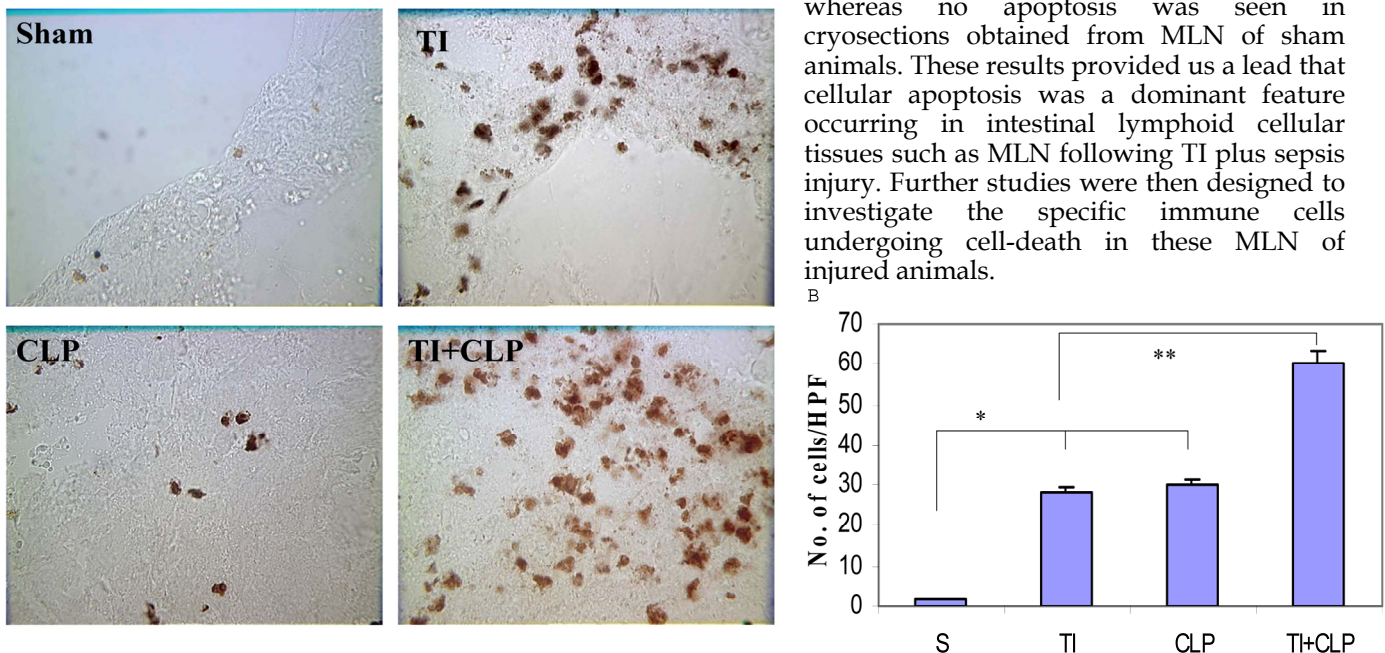 Sham
TI
CLP
TI+CLP
whereas no apoptosis was seen in
cryosections obtained from MLN of sham
animals. These results provided us a lead that
cellular apoptosis was a dominant feature
occurring in intestinal lymphoid cellular
tissues such as MLN following TI plus sepsis
injury. Further studies were then designed to
investigate the specific immune cells
undergoing cell-death in these MLN of
injured animals.
B
No. of cells/HPF
70
60
50
40
30
20
10
0
*
**
S TI CLP TI+CLP